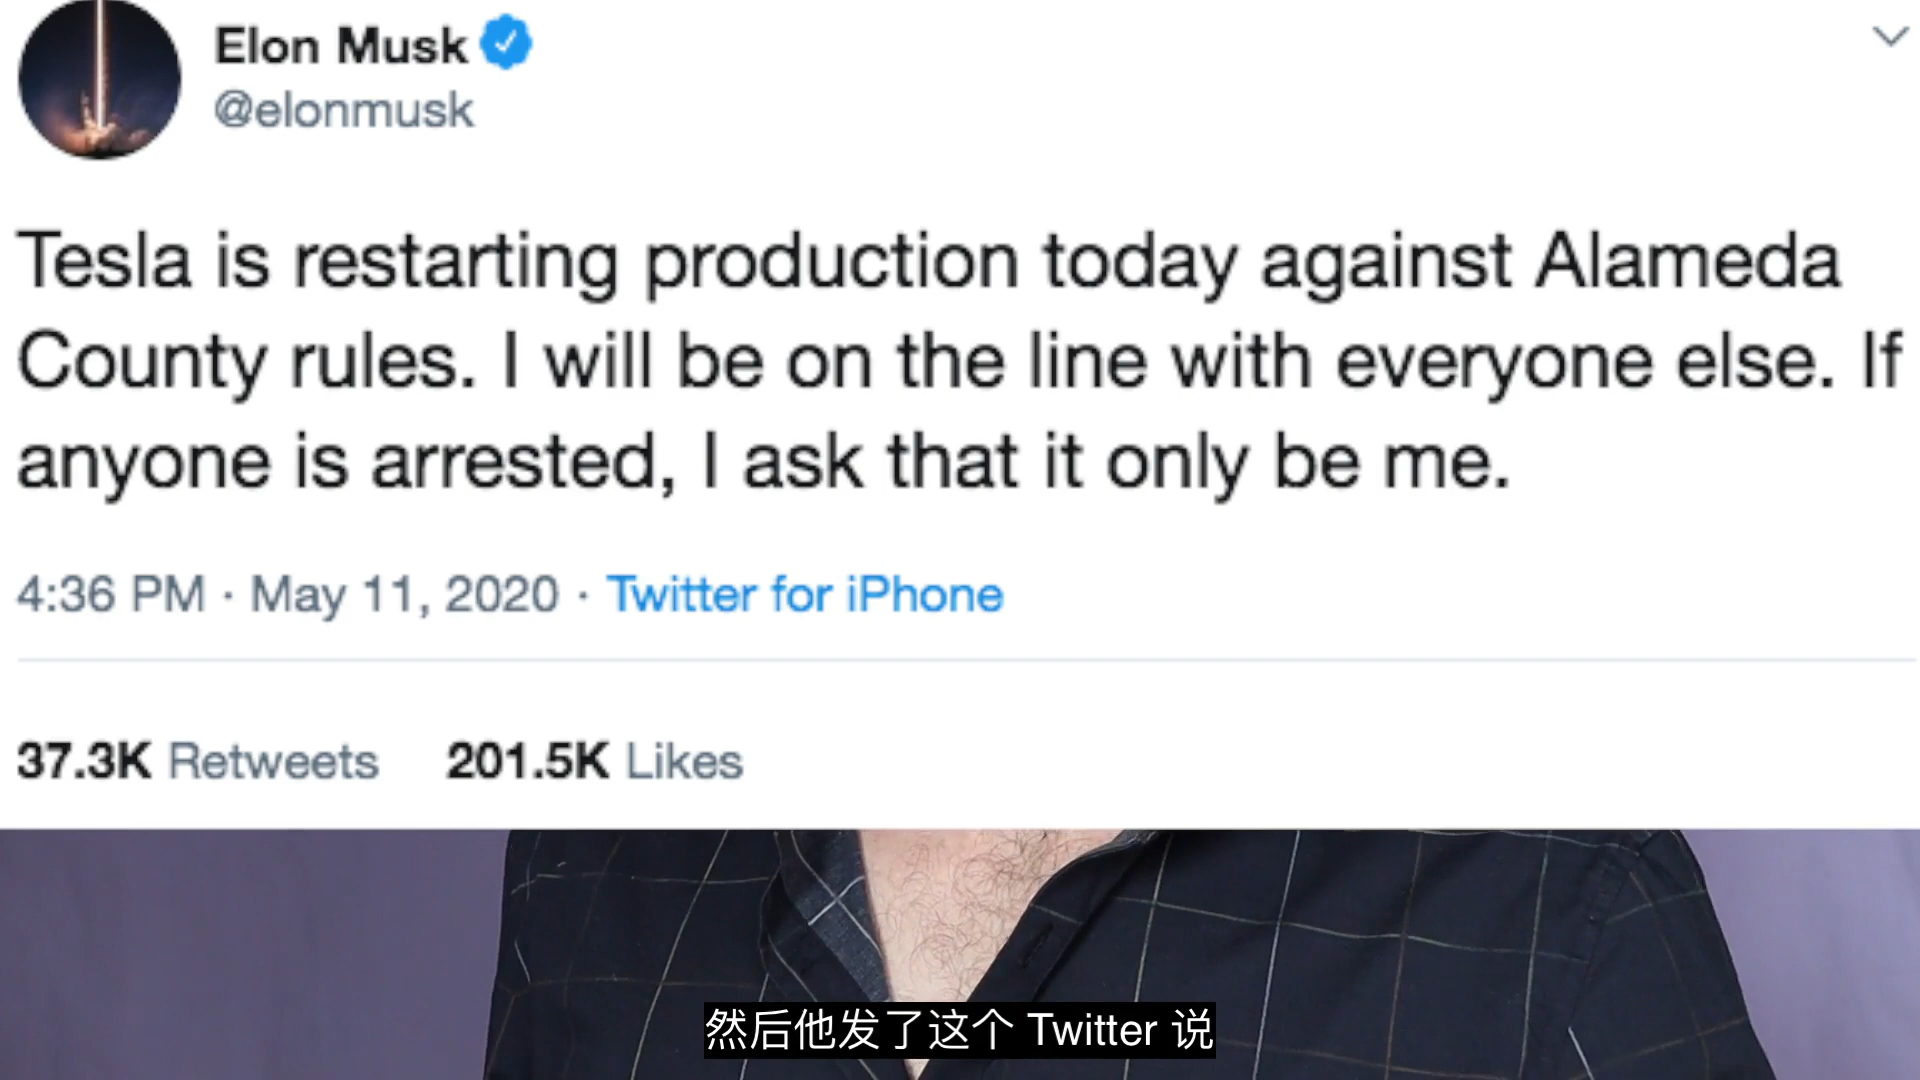 Elon Musk
@elonmusk
Tesla is restarting production today against Alameda
County rules. I will be on the line with everyone else. If
anyone is arrested, I ask that it only be me.
4:36 PM · May 11, 2020 · Twitter for iPhone
37.3K Retweets 201.5K Likes
然后他发了这个 Twitter 说